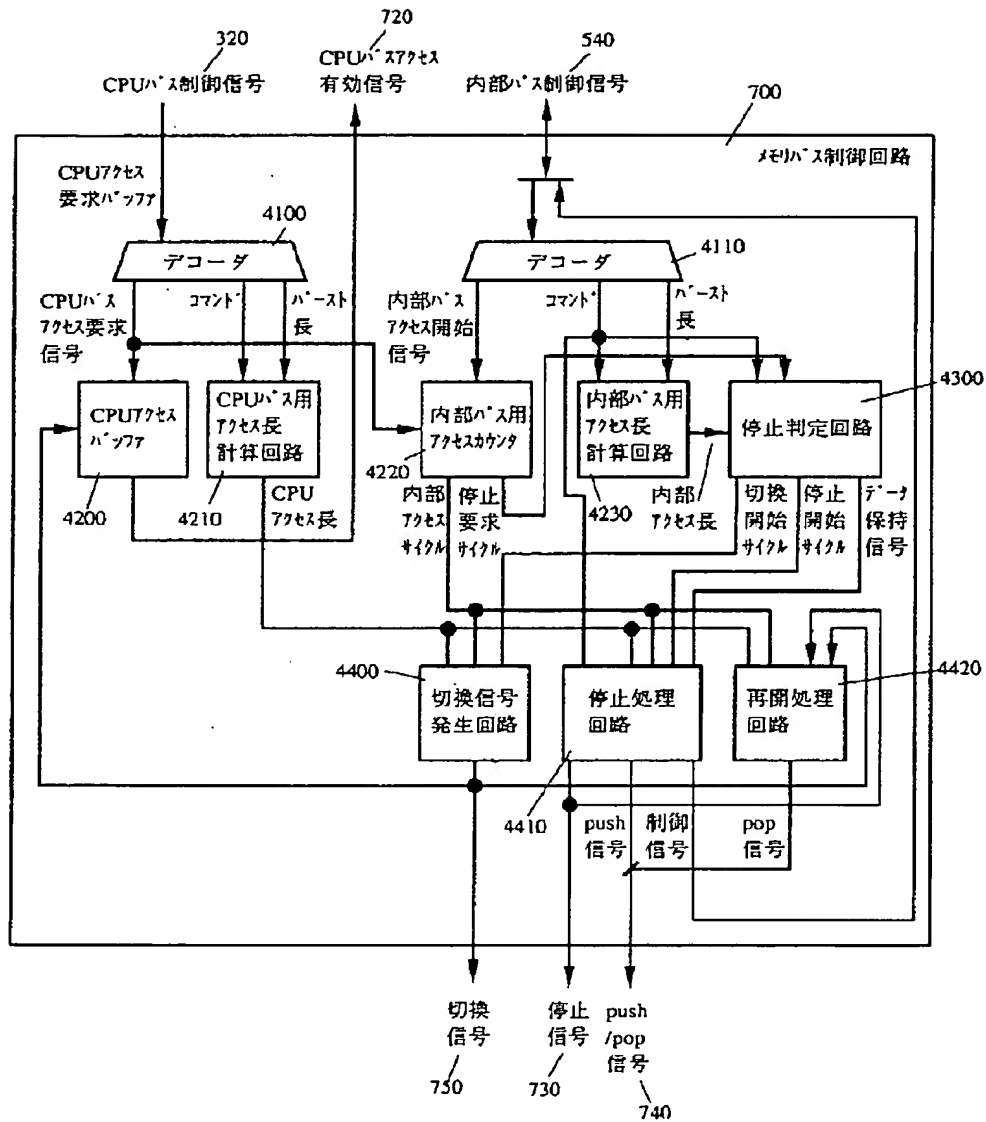 320
CPUバス制御信号
720
CPUバスアクセス
有効信号
540
内部バス制御信号
700
メモリバス制御回路
CPUアクセス
要求バッファ
4100
デコーダ
4110
デコーダ
CPUバス
アクセス要求
信号
コマンド
バースト
長
内部バス
アクセス開始
信号
コマンド
バースト
長
4300
CPUアクセス
バッファ
4200
CPUバス用
アクセス長
計算回路
4210
内部バス用
アクセスカウンタ
4220
内部バス用
アクセス長
計算回路
4230
停止判定回路
CPU
アクセス長
内部
アクセス
サイクル
停止
要求
サイクル
内部
アクセス長
切換
開始
サイクル
停止
開始
サイクル
データ
保持
信号
4400
切換信号
発生回路
停止処理
回路
4410
4420
再開処理
回路
push
信号
制御
信号
pop
信号
切換
信号
750
停止
信号
730
push
/pop
信号
740